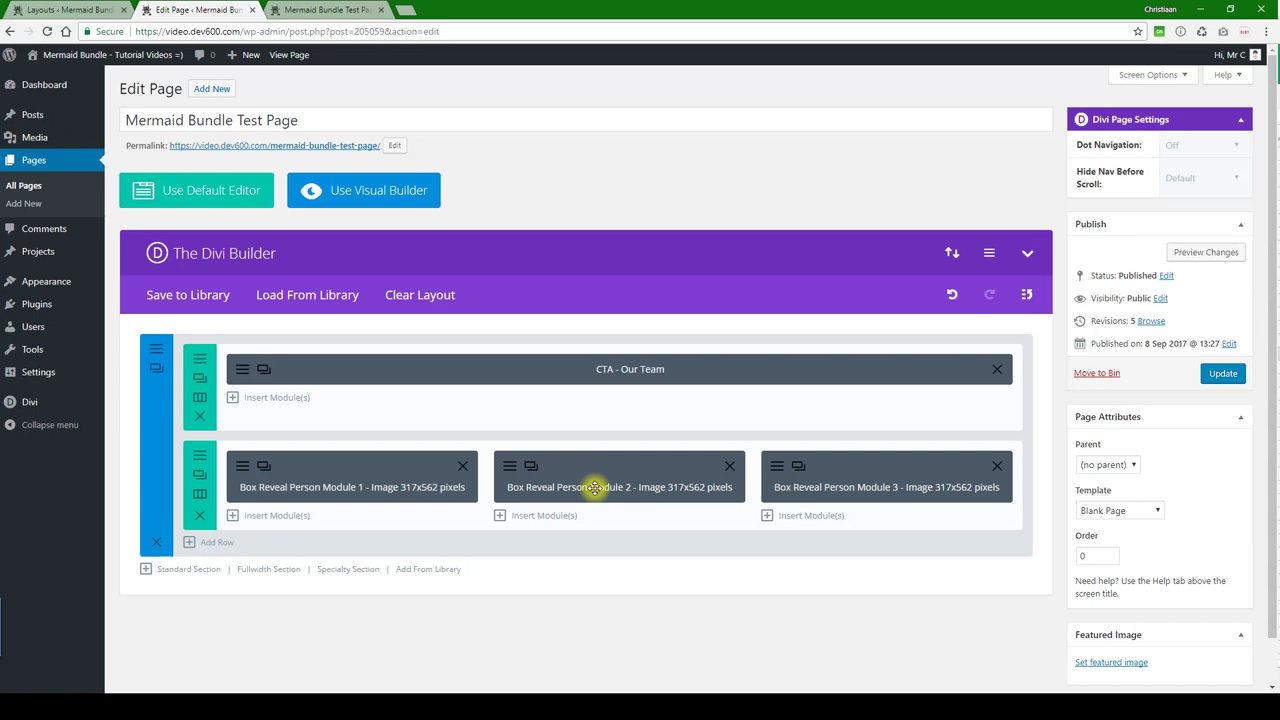 Layouts ‹ Mermaid Bund
Edit Page ‹ Mermaid Bun
Mermaid Bundle Test Pa
Christiaan
Secure
https://video.dev600.com/wp-admin/post.php?post=205059&action=edit
Mermaid Bundle - Tutorial Videos =)
0
New
View Page
Hi, Mr C
Dashboard
Posts
Media
Pages
All Pages
Add New
Comments
Projects
Appearance
Plugins
Users
Tools
Settings
Divi
Collapse menu
Edit Page
Add New
Screen Options
Help
Mermaid Bundle Test Page
Permalink: https://video.dev600.com/mermaid-bundle-test-page/ Edit
Use Default Editor
Use Visual Builder
D The Divi Builder
Save to Library
Load From Library
Clear Layout
CTA - Our Team
Insert Module(s)
Box Reveal Person Module 1 - Image 317x562 pixels
Box Reveal Person Module 2 - Image 317x562 pixels
Box Reveal Person Module 3 - Image 317x562 pixels
Insert Module(s)
Insert Module(s)
Insert Module(s)
Add Row
Standard Section | Fullwidth Section | Specialty Section | Add From Library
D Divi Page Settings
Dot Navigation:
Off
Hide Nav Before
Scroll:
Default
Publish
Preview Changes
Status: Published Edit
Visibility: Public Edit
Revisions: 5 Browse
Published on: 8 Sep 2017 @ 13:27 Edit
Move to Bin
Update
Page Attributes
Parent
(no parent)
Template
Blank Page
Order
0
Need help? Use the Help tab above the
screen title.
Featured Image
Set featured image